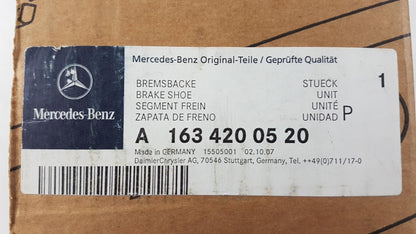 Mercedes-Benz Original-Teile / Geprüfte Qualität
Mercedes-Benz
BREMSBACKE STUECK 1
BRAKE SHOE UNIT
SEGMENT FREIN UNITÉ
ZAPATA DE FRENO UNIDAD P
A 163 420 05 20
Made in GERMANY 15505001 02.10.07
DaimlerChrysler AG, 70546 Stuttgart, Germany, Tel. ++49(0)711/17-0